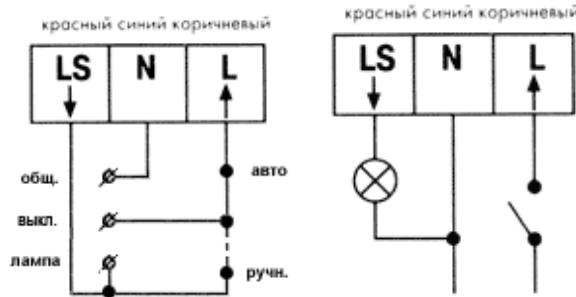 красный синий коричневый
LS N L
общ.
авто
выкл.
лампа
ручн.
красный синий коричневый
LS N L